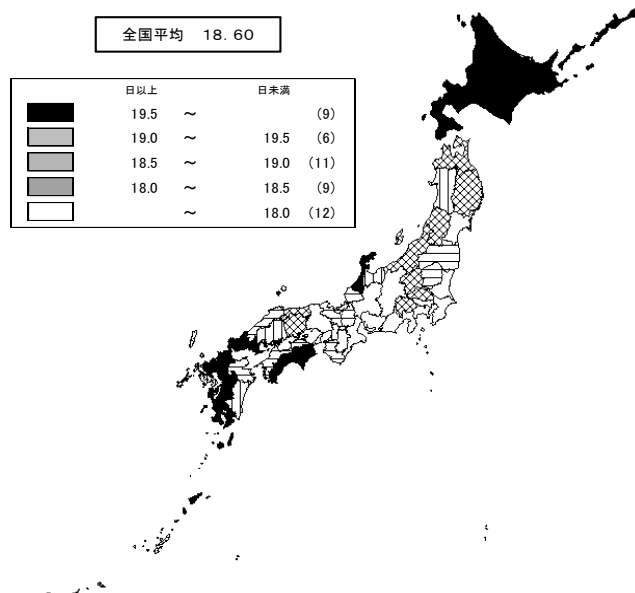 全国平均　18.60
日以上　日未満
19.5　～　(9)
19.0　～　19.5　(6)
18.5　～　19.0　(11)
18.0　～　18.5　(9)
～　18.0　(12)